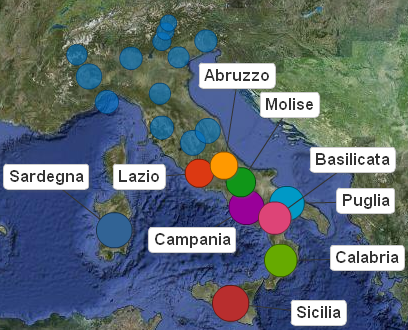 Abruzzo
Molise
Basilicata
Sardegna
Lazio
Puglia
Campania
Calabria
Sicilia